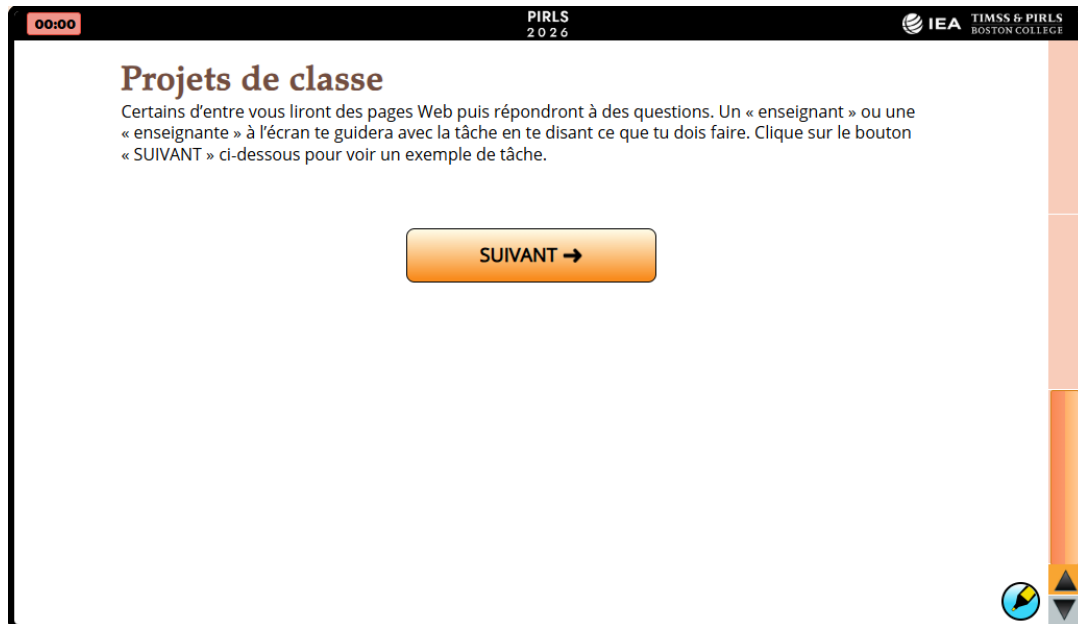 00:00
PIRLS
2026
IEA
TIMSS & PIRLS
BOSTON COLLEGE
Projets de classe
Certains d’entre vous liront des pages Web puis répondront à des questions. Un « enseignant » ou une
« enseignante » à l’écran te guidera avec la tâche en te disant ce que tu dois faire. Clique sur le bouton
« SUIVANT » ci-dessous pour voir un exemple de tâche.
SUIVANT ➜